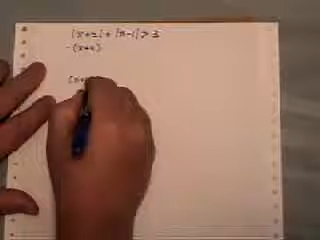 |x+2| + |x-1| > 3
- (x+2)
(x+